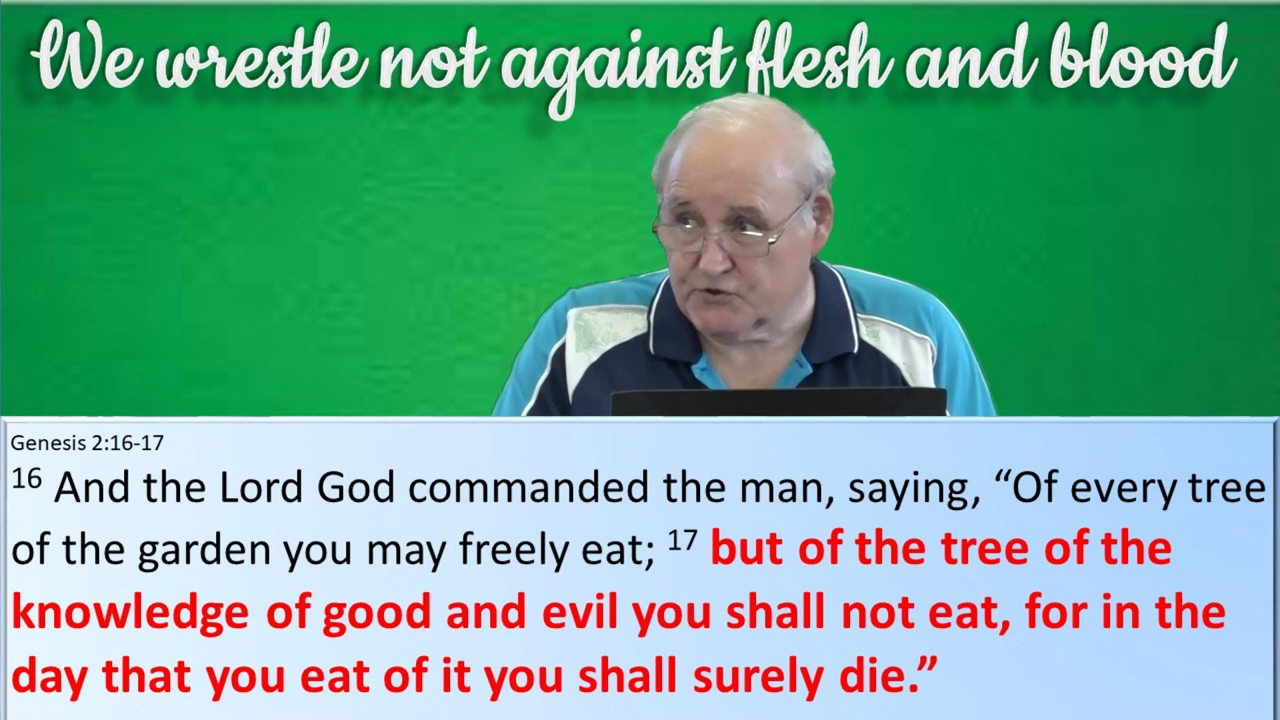 We wrestle not against flesh and blood
Genesis 2:16-17
16 And the Lord God commanded the man, saying, “Of every tree
of the garden you may freely eat; 17 but of the tree of the
knowledge of good and evil you shall not eat, for in the
day that you eat of it you shall surely die.”